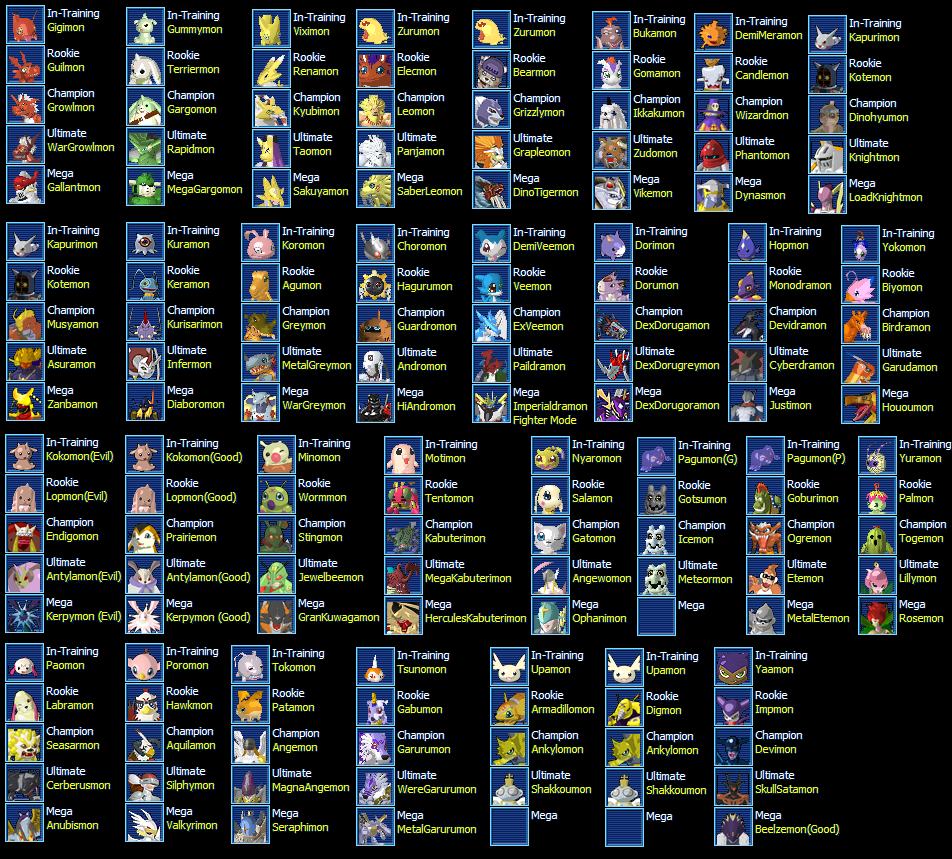 In-Training
Gigimon
Rookie
Guilmon
Champion
Growlmon
Ultimate
WarGrowlmon
Mega
Gallantmon
In-Training
Gummymon
Rookie
Terriermon
Champion
Gargomon
Ultimate
Rapidmon
Mega
MegaGargomon
In-Training
Viximon
Rookie
Renamon
Champion
Kyubimon
Ultimate
Taomon
Mega
Sakuyamon
In-Training
Zurumon
Rookie
Elecmon
Champion
Leomon
Ultimate
Panjamon
Mega
SaberLeomon
In-Training
Zurumon
Rookie
Bearmon
Champion
Grizzlymon
Ultimate
Grapleomon
Mega
DinoTigermon
In-Training
Bukamon
Rookie
Gomamon
Champion
Ikkakumon
Ultimate
Zudomon
Mega
Vikemon
In-Training
DemiMeramon
Rookie
Candlemon
Champion
Wizardmon
Ultimate
Phantomon
Mega
Dynasmon
In-Training
Kapurimon
Rookie
Kotemon
Champion
Dinohyumon
Ultimate
Knightmon
Mega
LoadKnightmon
In-Training
Kapurimon
Rookie
Kotemon
Champion
Musyamon
Ultimate
Asuramon
Mega
Zanbamon
In-Training
Kuramon
Rookie
Keramon
Champion
Kurisarimon
Ultimate
Infermon
Mega
Diaboromon
In-Training
Koromon
Rookie
Agumon
Champion
Greymon
Ultimate
MetalGreymon
Mega
WarGreymon
In-Training
Choromon
Rookie
Hagurumon
Champion
Guardromon
Ultimate
Andromon
Mega
HiAndromon
In-Training
DemiVeemon
Rookie
Veemon
Champion
ExVeemon
Ultimate
Paildramon
Mega
Imperialdramon
Fighter Mode
In-Training
Dorimon
Rookie
Dorumon
Champion
DexDorugamon
Ultimate
DexDorugreymon
Mega
DexDorugoramon
In-Training
Hopmon
Rookie
Monodramon
Champion
Devidramon
Ultimate
Cyberdramon
Mega
Justimon
In-Training
Yokomon
Rookie
Biyomon
Champion
Birdramon
Ultimate
Garudamon
Mega
Hououmon
In-Training
Kokomon(Evil)
Rookie
Lopmon(Evil)
Champion
Endigomon
Ultimate
Antylamon(Evil)
Mega
Kerpymon (Evil)
In-Training
Kokomon(Good)
Rookie
Lopmon(Good)
Champion
Prairiemon
Ultimate
Antylamon(Good)
Mega
Kerpymon (Good)
In-Training
Minomon
Rookie
Wormmon
Champion
Stingmon
Ultimate
Jewelbeemon
Mega
GranKuwagamon
In-Training
Motimon
Rookie
Tentomon
Champion
Kabuterimon
Ultimate
MegaKabuterimon
Mega
HerculesKabuterimon
In-Training
Nyaromon
Rookie
Salamon
Champion
Gatomon
Ultimate
Angewomon
Mega
Ophanimon
In-Training
Pagumon(G)
Rookie
Gotsumon
Champion
Icemon
Ultimate
Meteormon
Mega
In-Training
Pagumon(P)
Rookie
Goburimon
Champion
Ogremon
Ultimate
Etemon
Mega
MetalEtemon
In-Training
Yuramon
Rookie
Palmon
Champion
Togemon
Ultimate
Lillymon
Mega
Rosemon
In-Training
Paomon
Rookie
Labramon
Champion
Seasarmon
Ultimate
Cerberusmon
Mega
Anubismon
In-Training
Poromon
Rookie
Hawkmon
Champion
Aquilamon
Ultimate
Silphymon
Mega
Valkyrimon
In-Training
Tokomon
Rookie
Patamon
Champion
Angemon
Ultimate
MagnaAngemon
Mega
Seraphimon
In-Training
Tsunomon
Rookie
Gabumon
Champion
Garurumon
Ultimate
WereGarurumon
Mega
MetalGarurumon
In-Training
Upamon
Rookie
Armadillomon
Champion
Ankylomon
Ultimate
Shakkoumon
Mega
In-Training
Upamon
Rookie
Digmon
Champion
Ankylomon
Ultimate
Shakkoumon
Mega
In-Training
Yaamon
Rookie
Impmon
Champion
Devimon
Ultimate
SkullSatamon
Mega
Beelzemon(Good)